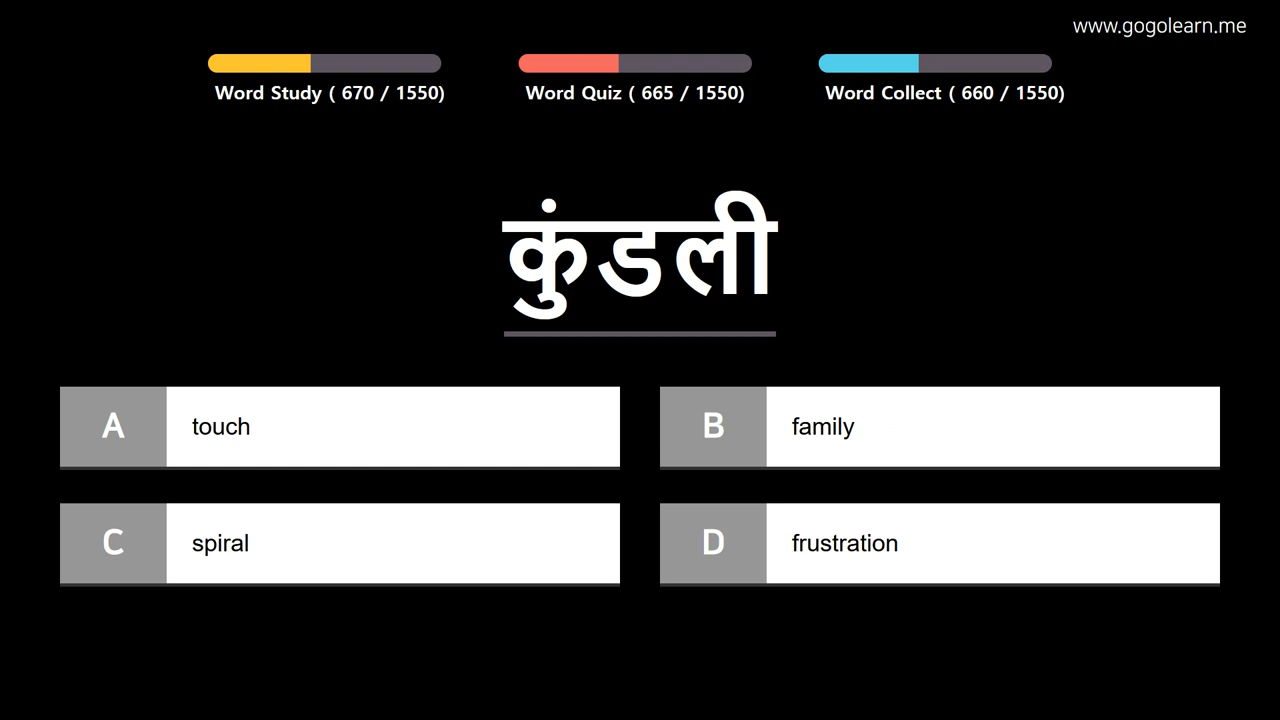 www.gogolearn.me
Word Study ( 670 / 1550)
Word Quiz ( 665 / 1550)
Word Collect ( 660 / 1550)
कुंडली
A
touch
B
family
C
spiral
D
frustration